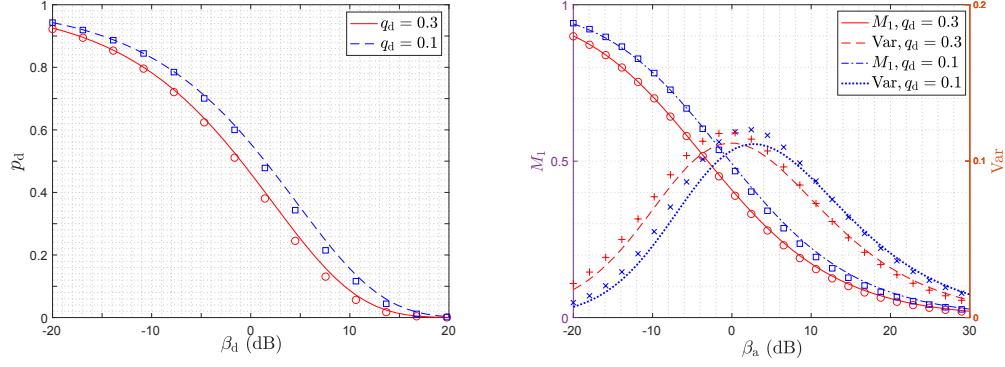 q_d = 0.3
q_d = 0.1
p_d
1
0.8
0.6
0.4
0.2
0
-20 -10 0 10 20
β_d (dB)
M_1, q_d = 0.3
Var, q_d = 0.3
M_1, q_d = 0.1
Var, q_d = 0.1
M_1
1
0.5
0
0.2
0.1
0
Var
-20 -10 0 10 20 30
β_a (dB)